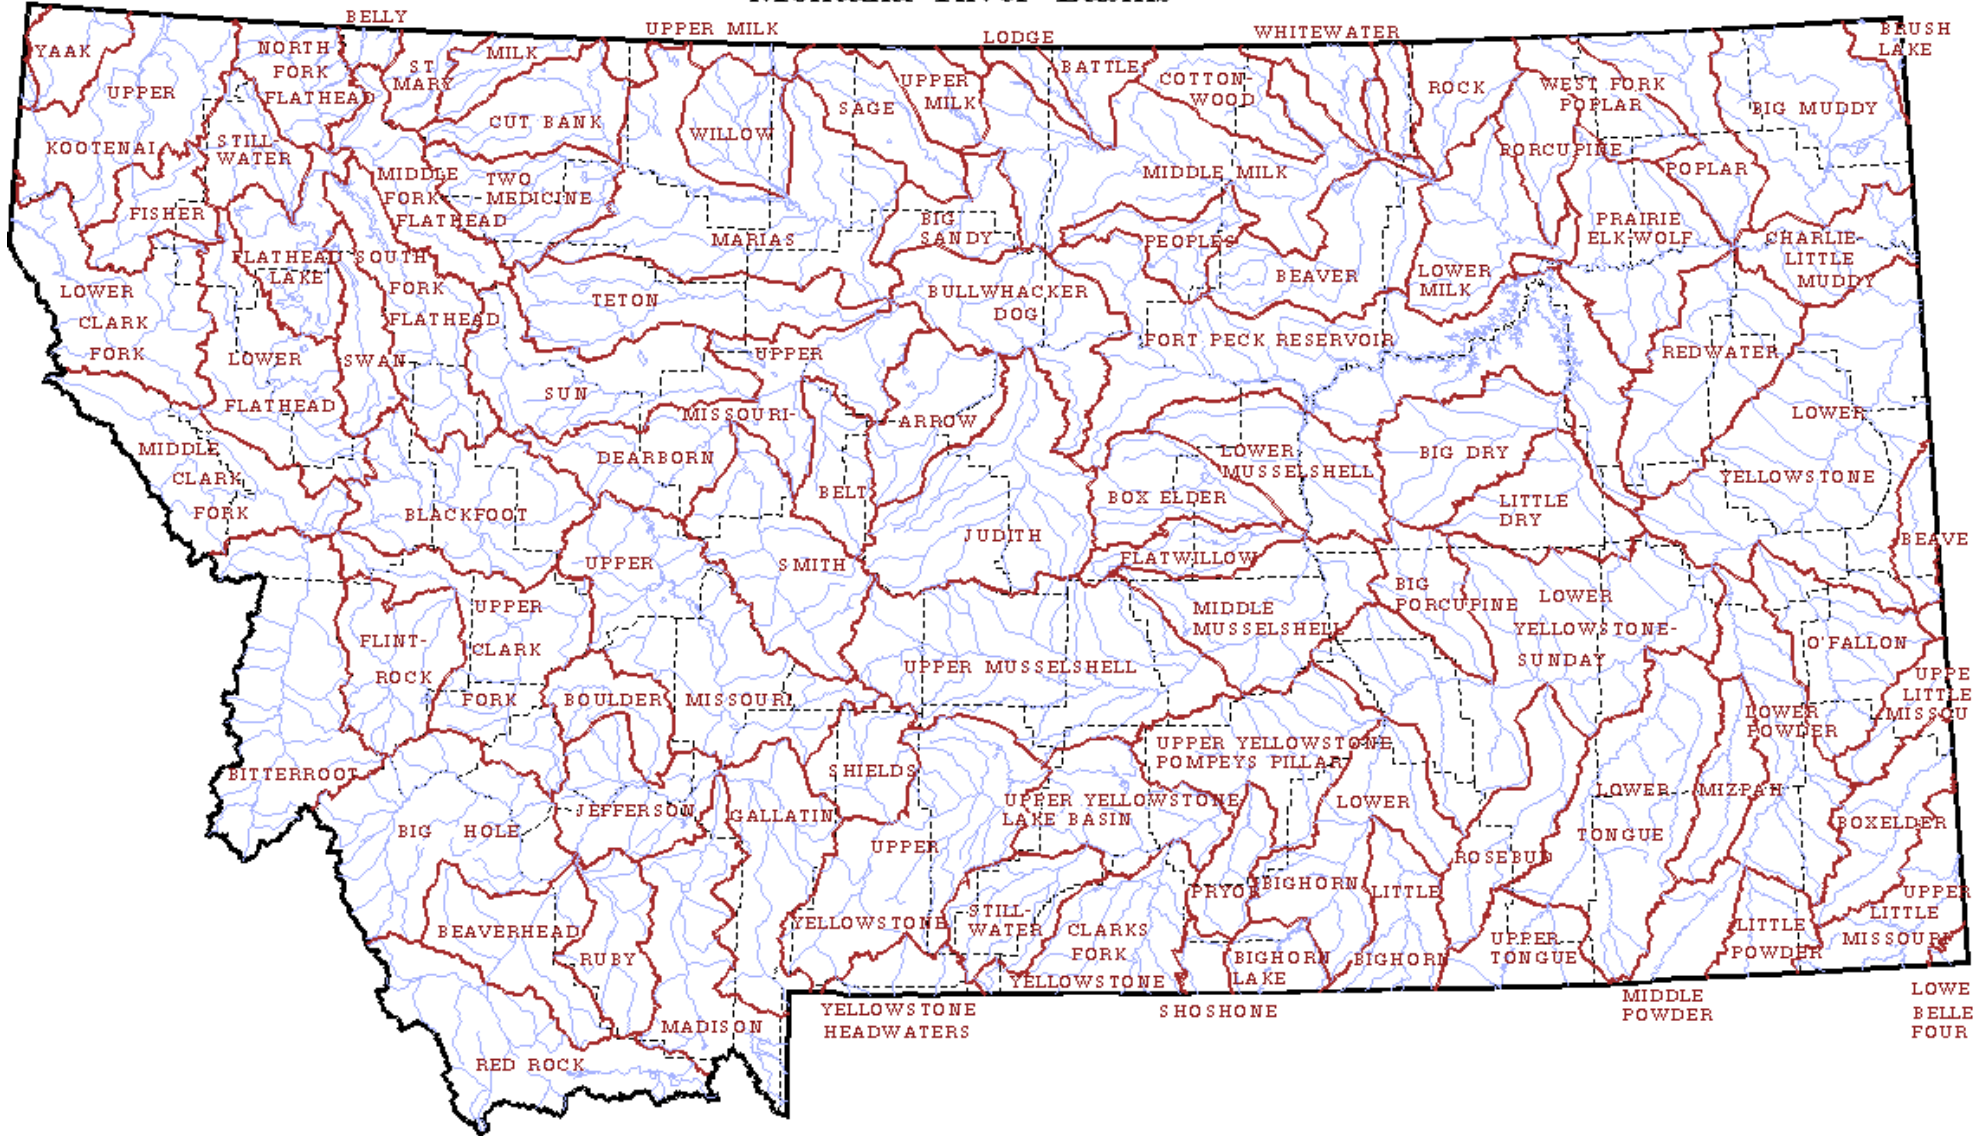 BELLY
UPPER MILK
LODGE
WHITEWATER
BRUSH
LAKE
YAAK
NORTH
FORK
FLATHEAD
MILK
ST
MARY
UPPER
KOOTENAI
STILL-
WATER
CUT BANK
WILLOW
SAGE
UPPER
MILK
BATTLE
COTTON-
WOOD
ROCK
WEST FORK
POPLAR
BIG MUDDY
PORCUPINE
POPLAR
MIDDLE
FORK
FLATHEAD
TWO
MEDICINE
MIDDLE MILK
FISHER
MARIAS
BIG
SANDY
PEOPLES
BEAVER
LOWER
MILK
PRAIRIE
ELK-WOLF
CHARLIE-
LITTLE
MUDDY
FLATHEAD
LAKE
SOUTH
FORK
FLATHEAD
LOWER
CLARK
FORK
TETON
BULLWHACKER
DOG
FORT PECK RESERVOIR
REDWATER
LOWER
FLATHEAD
SWAN
SUN
UPPER
MISSOURI-
DEARBORN
ARROW
LOWER
YELLOWSTONE
MIDDLE
CLARK
FORK
BLACKFOOT
BELT
JUDITH
BOX ELDER
LOWER
MUSSELSHELL
BIG DRY
LITTLE
DRY
UPPER
MISSOURI
SMITH
FLATWILLOW
BEAVE
FLINT-
ROCK
UPPER
CLARK
FORK
BOULDER
UPPER MUSSELSHELL
MIDDLE
MUSSELSHELL
BIG
PORCUPINE
LOWER
YELLOWSTONE-
SUNDAY
O'FALLON
UPPE
LITTLE
MISSOU
BITTERROOT
BIG HOLE
JEFFERSON
GALLATIN
SHIELDS
UPPER YELLOWSTONE
LAKE BASIN
UPPER YELLOWSTONE
POMPEYS PILLAR
LOWER
BIGHORN
LOWER
POWDER
LOWER
TONGUE
MIZPAH
BOXELDER
UPPER
YELLOWSTONE
ROSEBUD
BEAVERHEAD
RUBY
STILL-
WATER
CLARKS
FORK
YELLOWSTONE
PRYOR
BIGHORN
LAKE
LITTLE
BIGHORN
UPPER
TONGUE
LITTLE
POWDER
UPPER
LITTLE
MISSOURI
RED ROCK
MADISON
YELLOWSTONE
HEADWATERS
SHOSHONE
MIDDLE
POWDER
LOWE
BELLE
FOUR